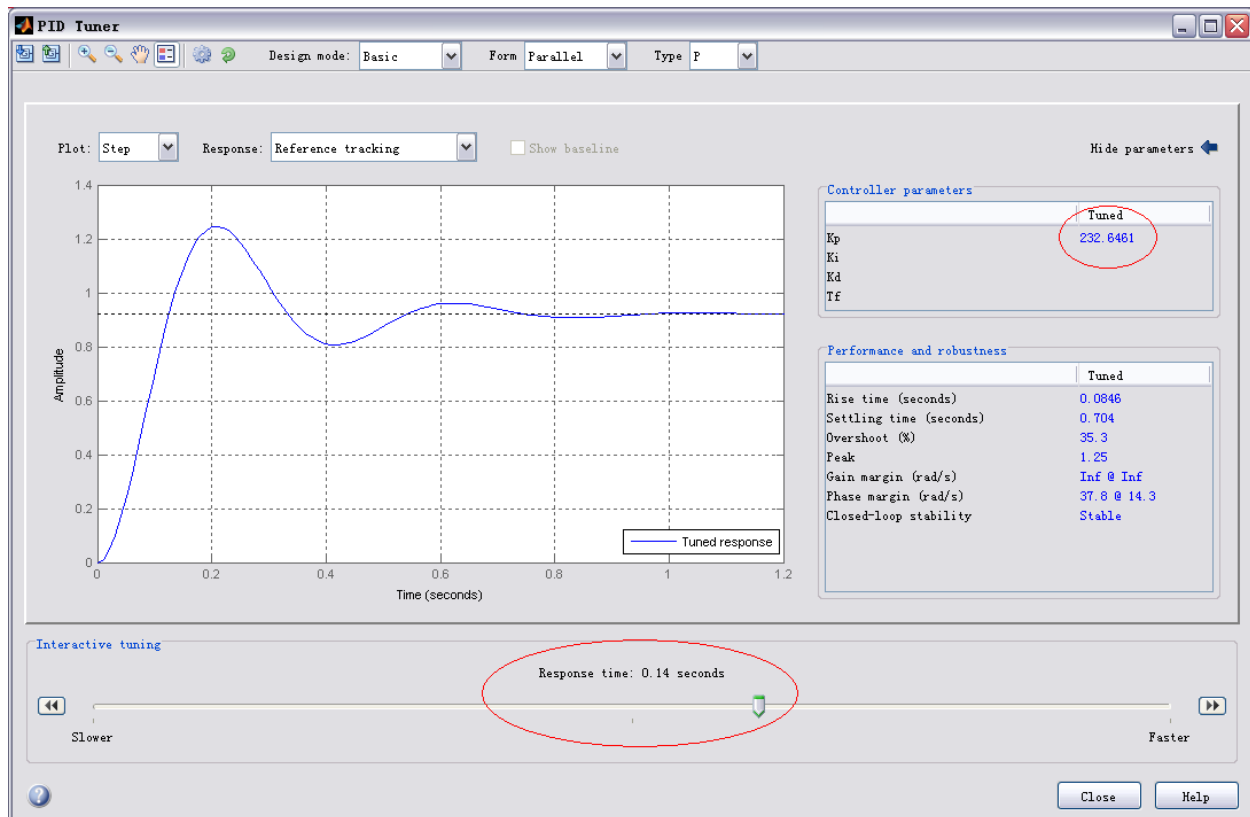 PID Tuner
Design mode: Basic Form Parallel Type P
Plot: Step Response: Reference tracking Show baseline Hide parameters
1.4
1.2
1
0.8
0.6
0.4
0.2
0
Amplitude
0 0.2 0.4 0.6 0.8 1 1.2
Time (seconds)
Tuned response
Controller parameters
Tuned
Kp 232.6461
Ki
Kd
Tf
Performance and robustness
Tuned
Rise time (seconds) 0.0846
Settling time (seconds) 0.704
Overshoot (%) 35.3
Peak 1.25
Gain margin (rad/s) Inf @ Inf
Phase margin (rad/s) 37.8 @ 14.3
Closed-loop stability Stable
Interactive tuning
Response time: 0.14 seconds
Slower Faster
Close Help